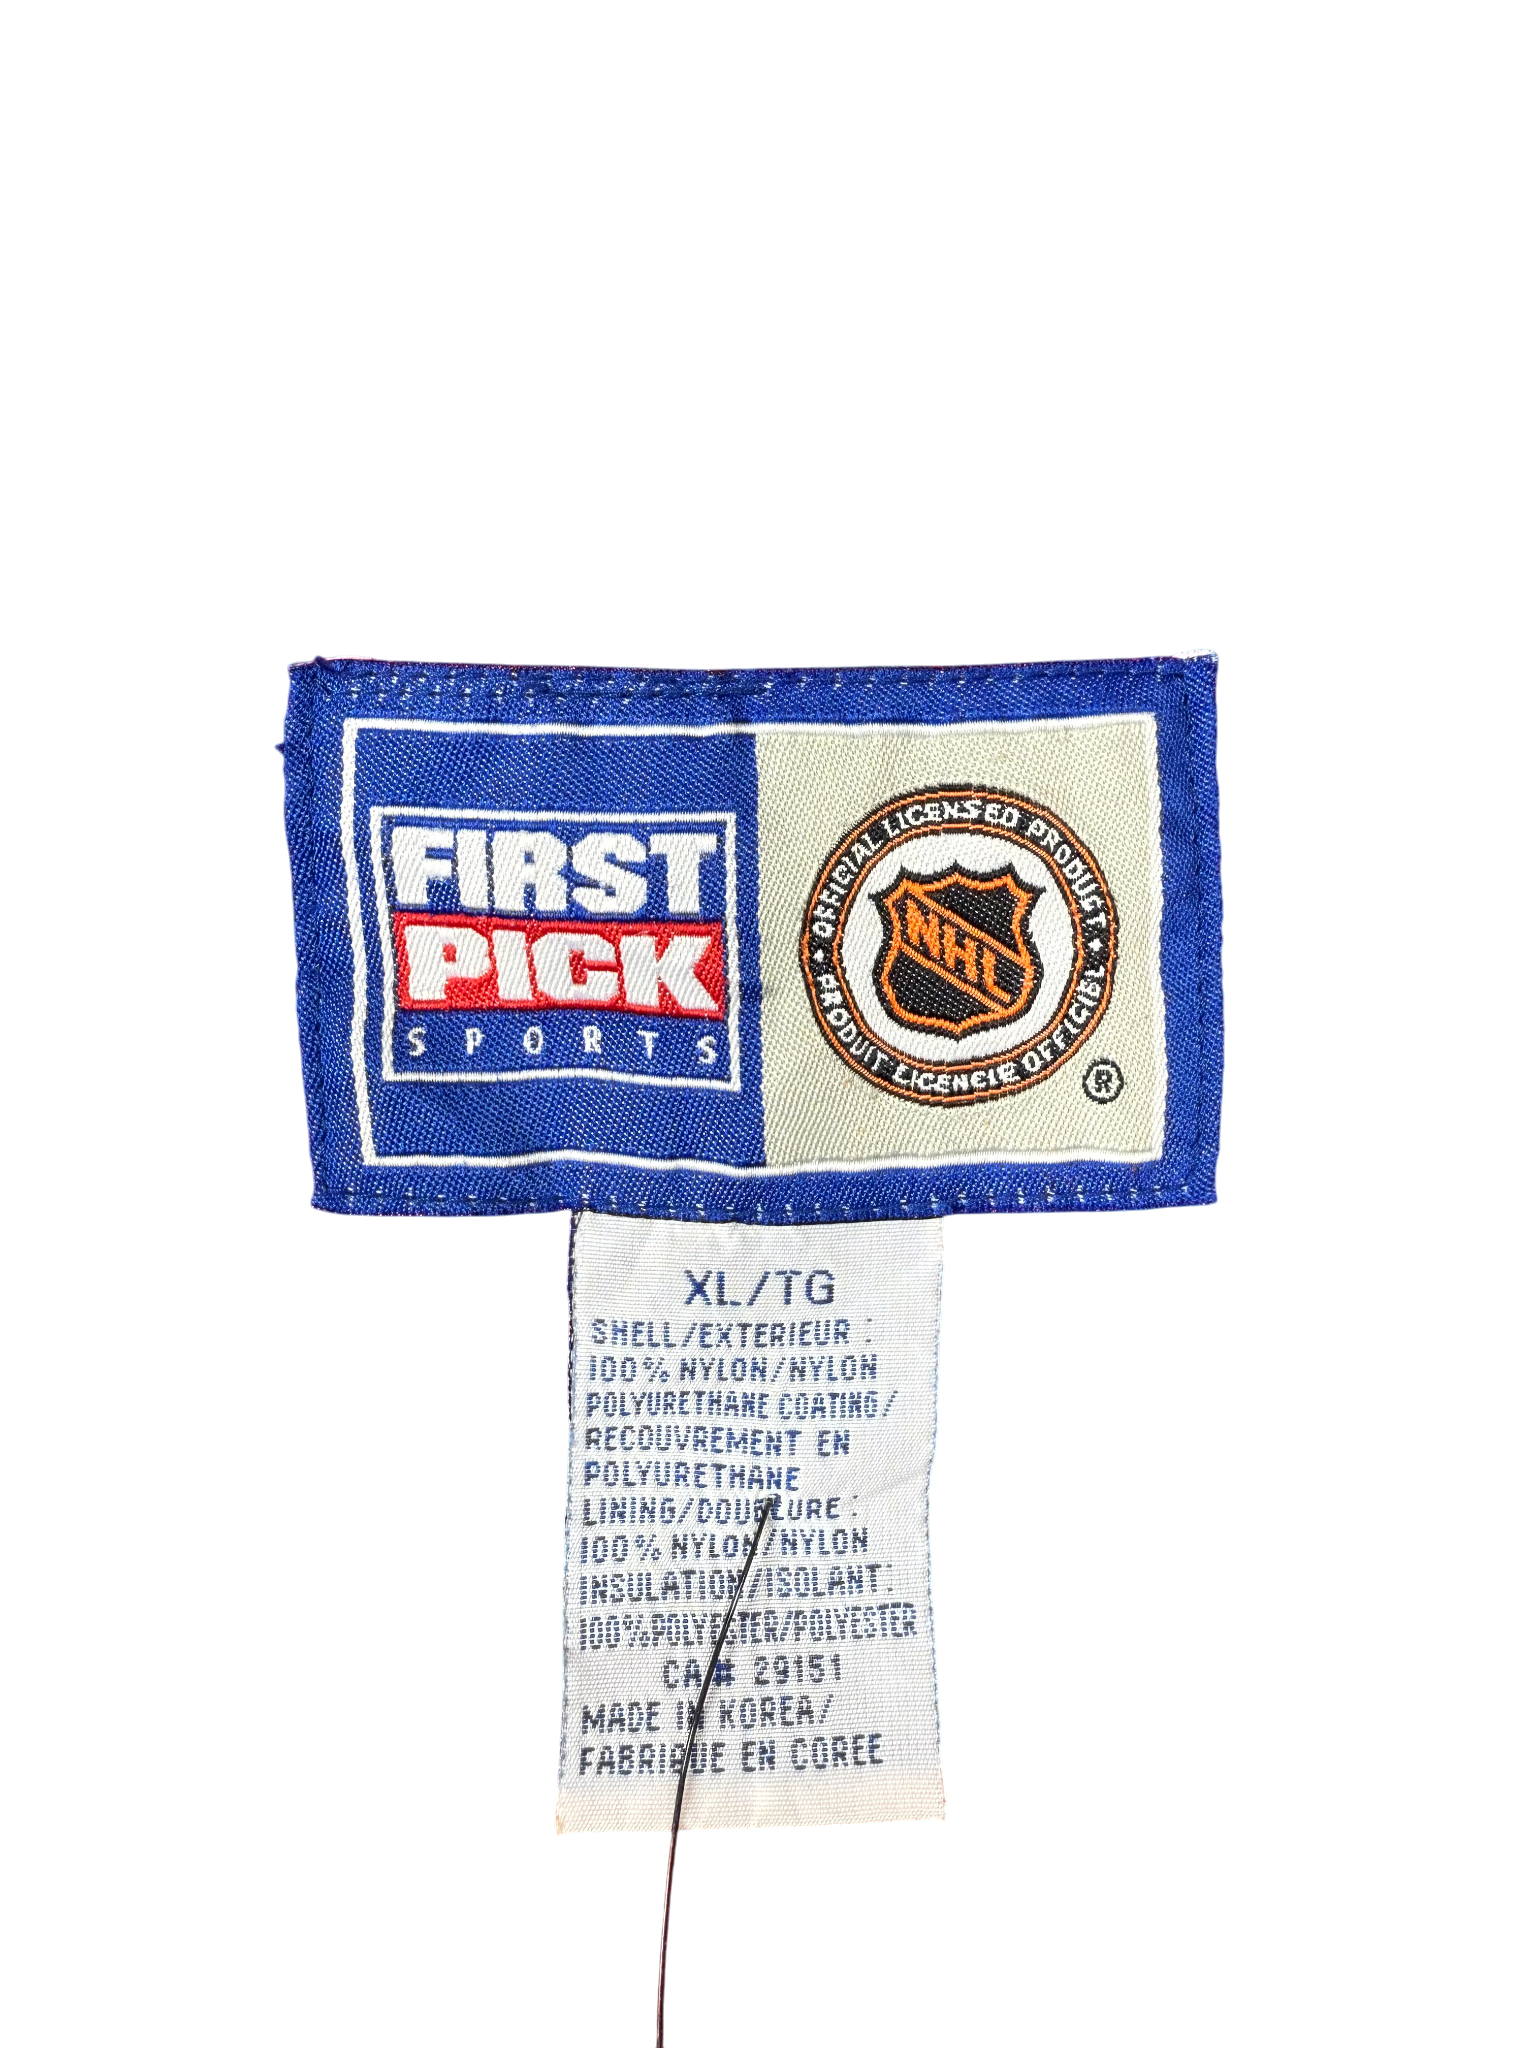 FIRST
PICK
SPORTS
OFFICIAL LICENSED PRODUCT
NHL
PRODUIT LICENCIE OFFICIEL
®
XL/TG
SHELL/EXTERIEUR :
100% NYLON/NYLON
POLYURETHANE COATING/
RECOUVREMENT EN
POLYURETHANE
LINING/DOUBLURE :
100% NYLON/NYLON
INSULATION/ISOLANT:
100% POLYESTER/POLYESTER
CA# 29151
MADE IN KOREA/
FABRIQUE EN COREE